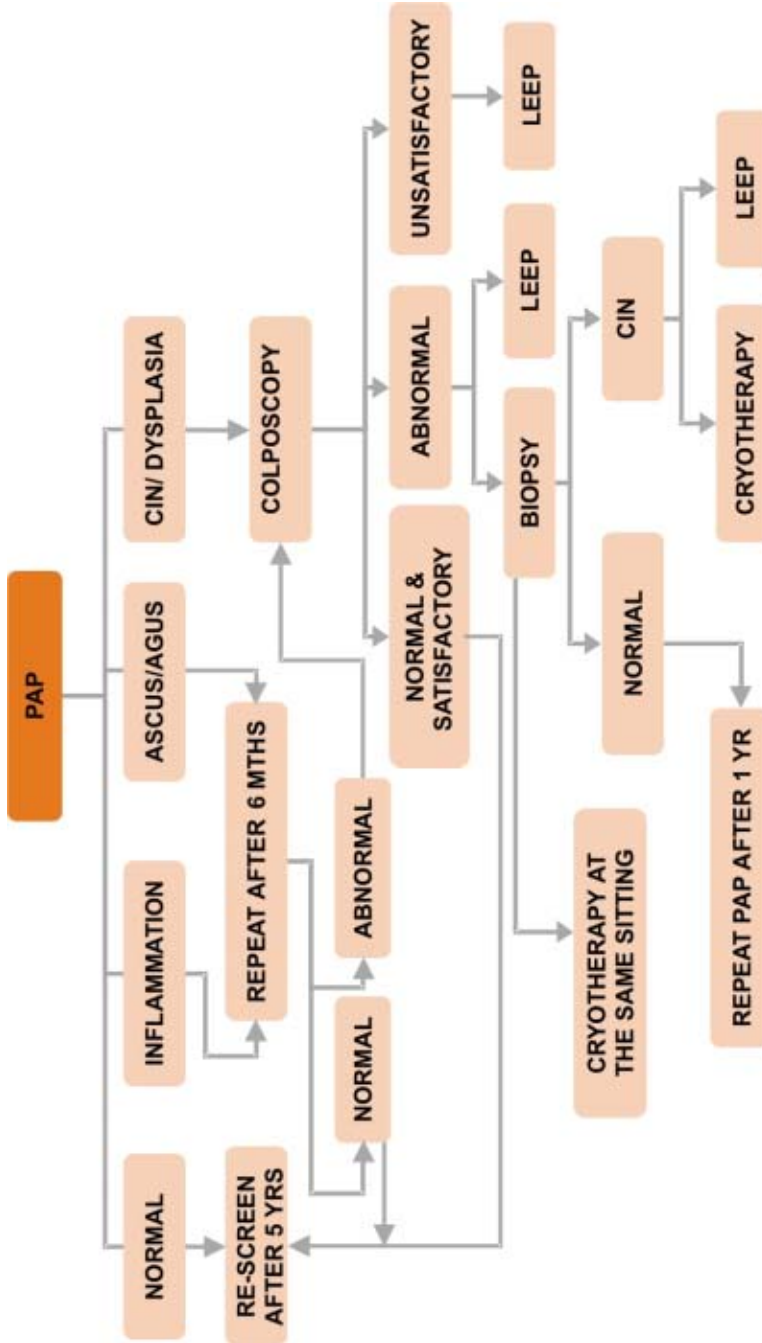 PAP
NORMAL
INFLAMMATION
ASCUS/AGUS
CIN/ DYSPLASIA
RE-SCREEN
AFTER 5 YRS
REPEAT AFTER 6 MTHS
COLPOSCOPY
NORMAL
ABNORMAL
NORMAL &
SATISFACTORY
ABNORMAL
UNSATISFACTORY
BIOPSY
LEEP
LEEP
CRYOTHERAPY AT
THE SAME SITTING
NORMAL
CIN
REPEAT PAP AFTER 1 YR
CRYOTHERAPY
LEEP